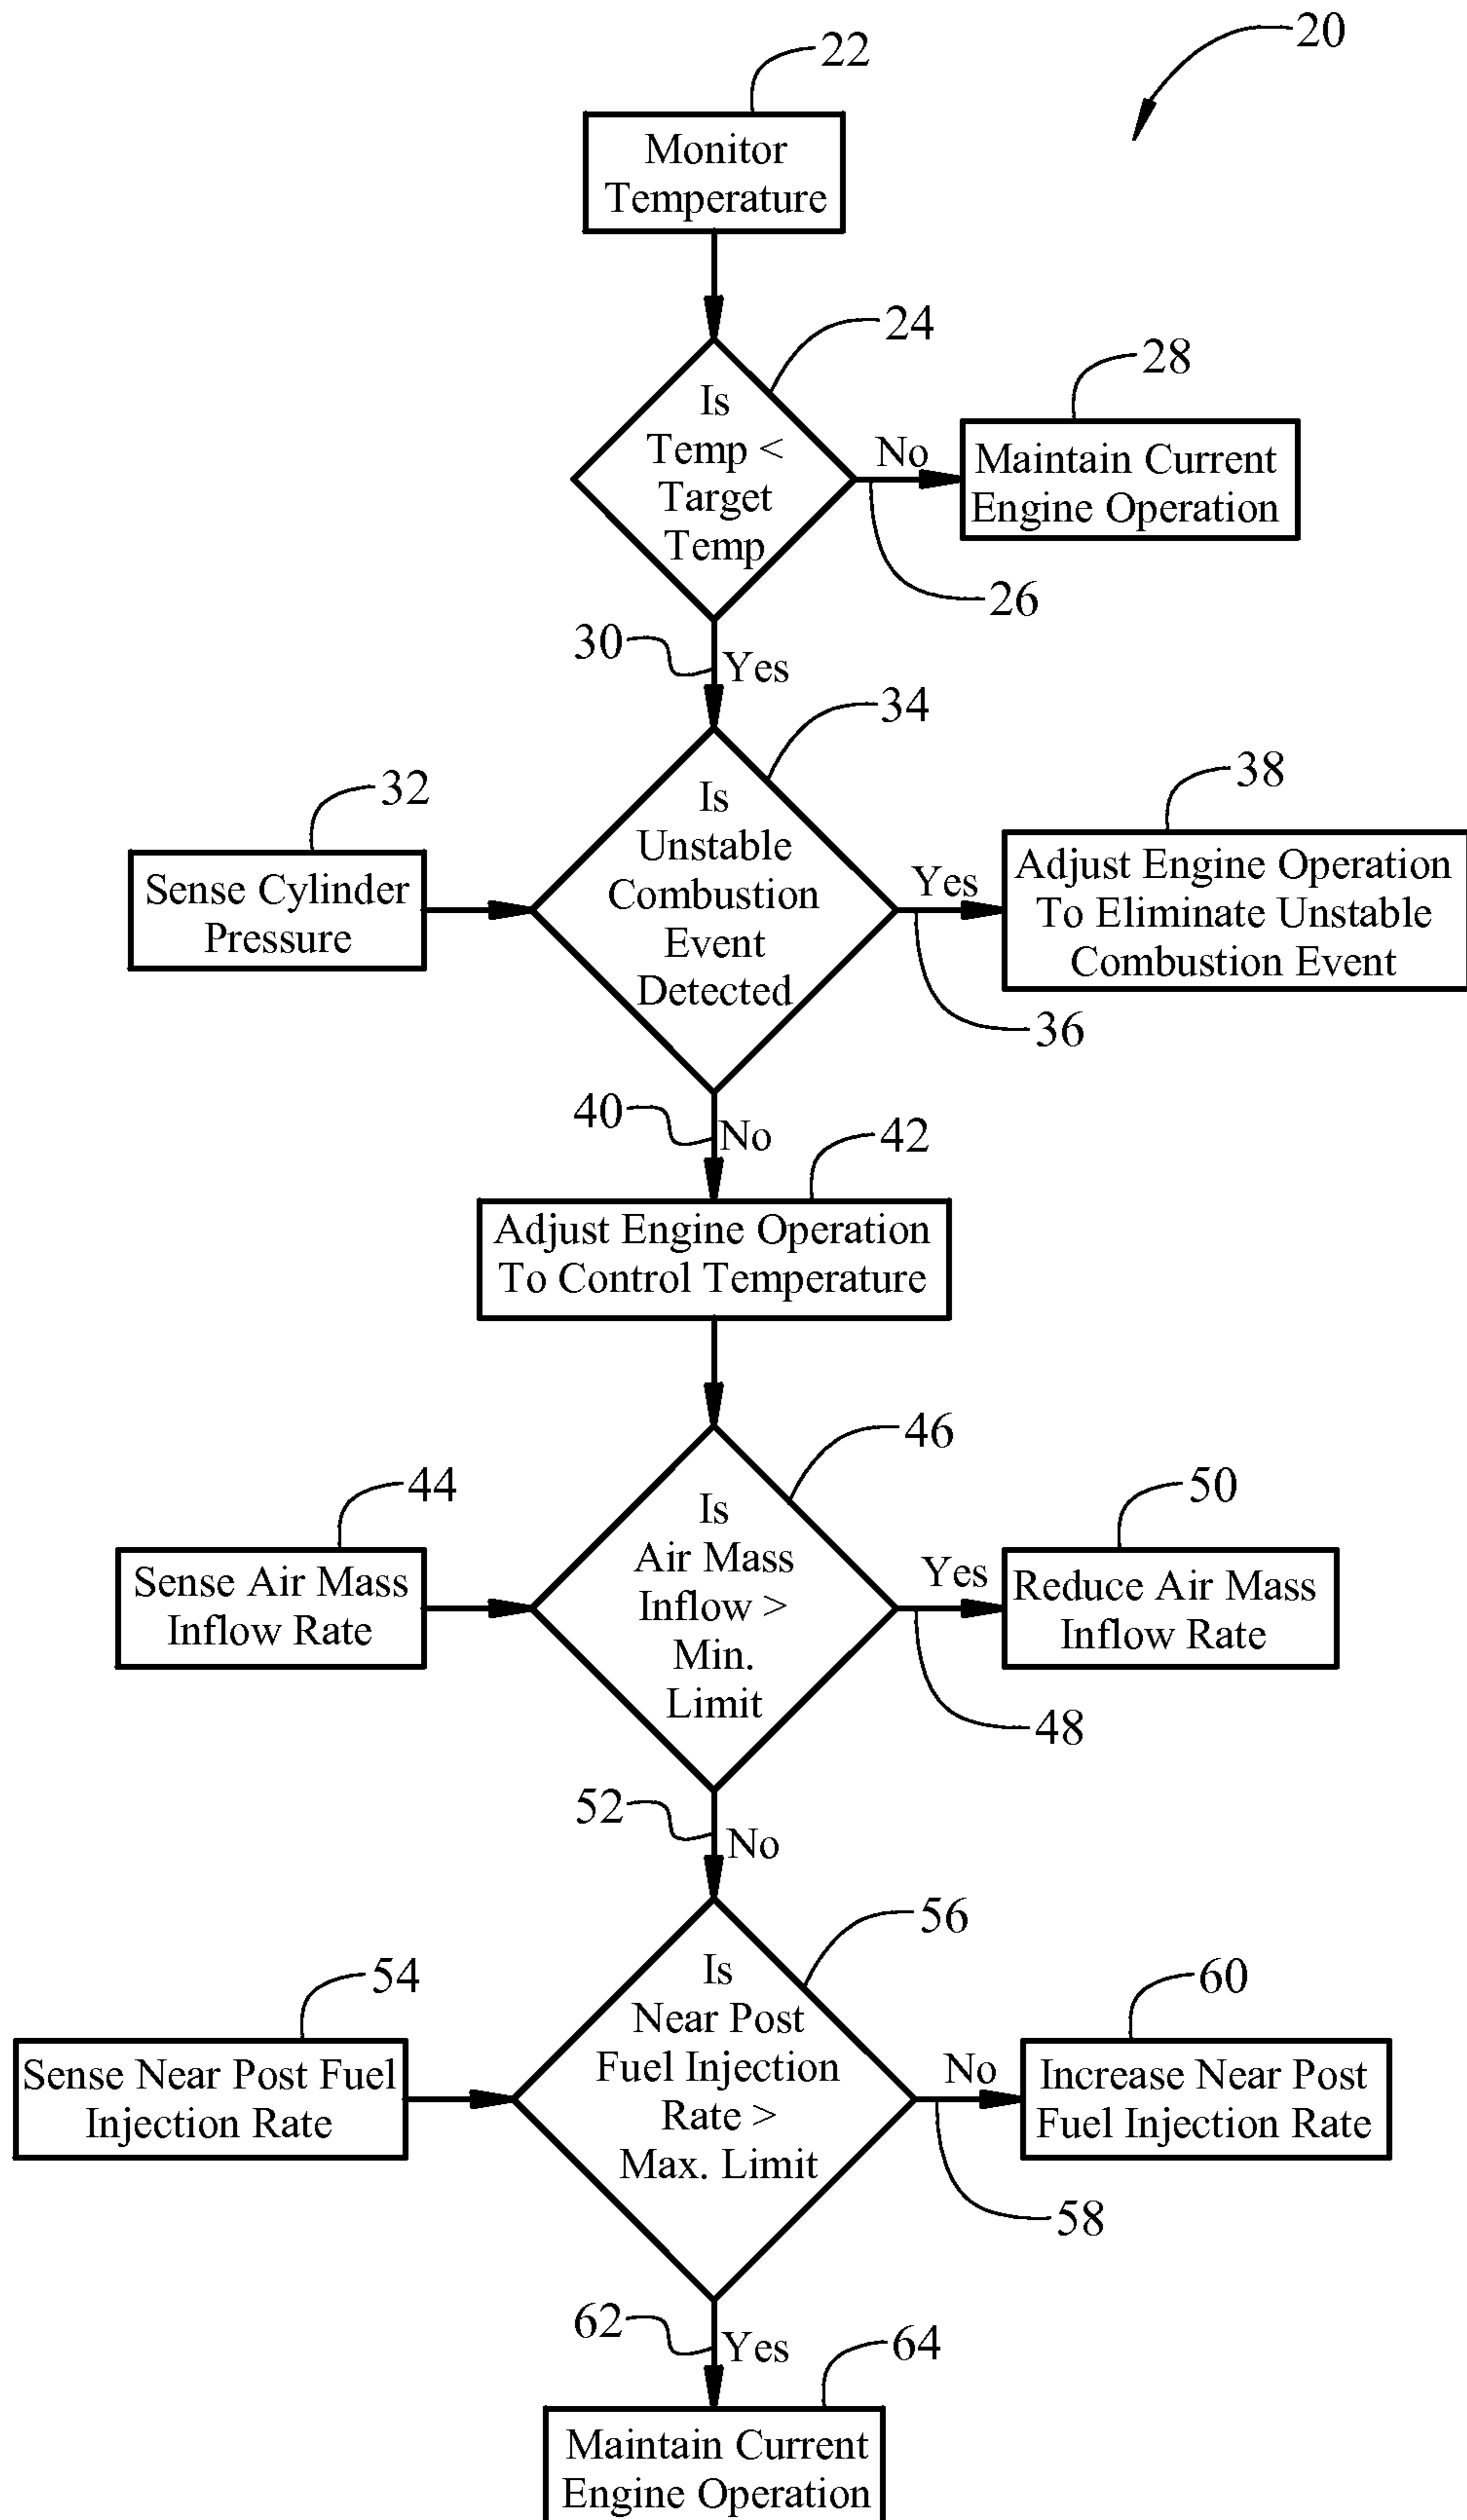 20
22
Monitor
Temperature
24
Is
Temp <
Target
Temp
No
26
28
Maintain Current
Engine Operation
30
Yes
32
Sense Cylinder
Pressure
34
Is
Unstable
Combustion
Event
Detected
Yes
36
38
Adjust Engine Operation
To Eliminate Unstable
Combustion Event
40
No
42
Adjust Engine Operation
To Control Temperature
44
Sense Air Mass
Inflow Rate
46
Is
Air Mass
Inflow >
Min.
Limit
Yes
48
50
Reduce Air Mass
Inflow Rate
52
No
54
Sense Near Post Fuel
Injection Rate
56
Is
Near Post
Fuel Injection
Rate >
Max. Limit
No
58
60
Increase Near Post
Fuel Injection Rate
62
Yes
64
Maintain Current
Engine Operation